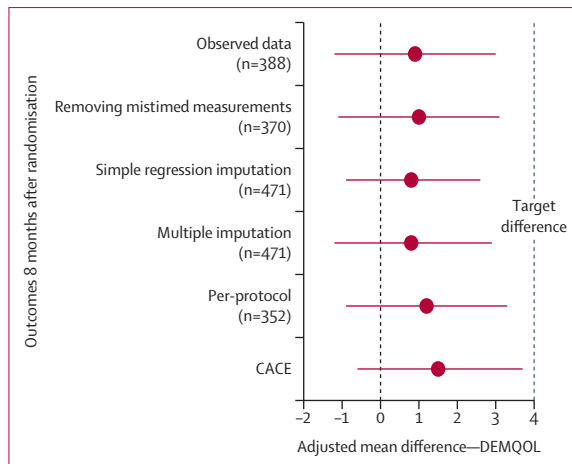 Outcomes 8 months after randomisation
Observed data
(n=388)
Removing mistimed measurements
(n=370)
Simple regression imputation
(n=471)
Multiple imputation
(n=471)
Per-protocol
(n=352)
CACE
Target
difference
–2 –1 0 1 2 3 4
Adjusted mean difference—DEMQOL